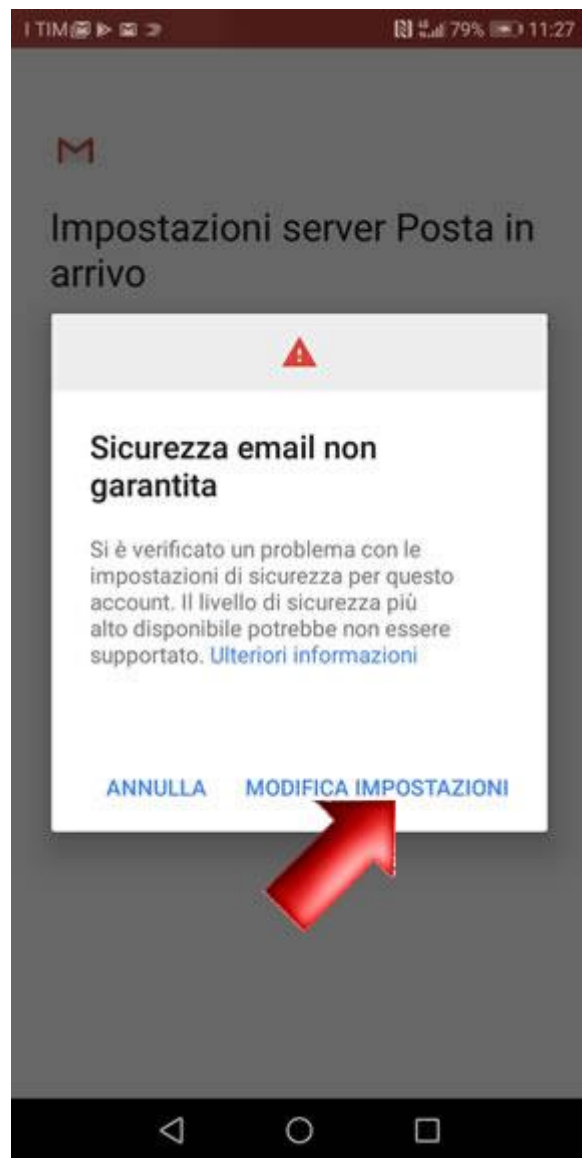 I TIM 79% 11:27
Impostazioni server Posta in
arrivo
Sicurezza email non
garantita
Si è verificato un problema con le
impostazioni di sicurezza per questo
account. Il livello di sicurezza più
alto disponibile potrebbe non essere
supportato. Ulteriori informazioni
ANNULLA MODIFICA IMPOSTAZIONI